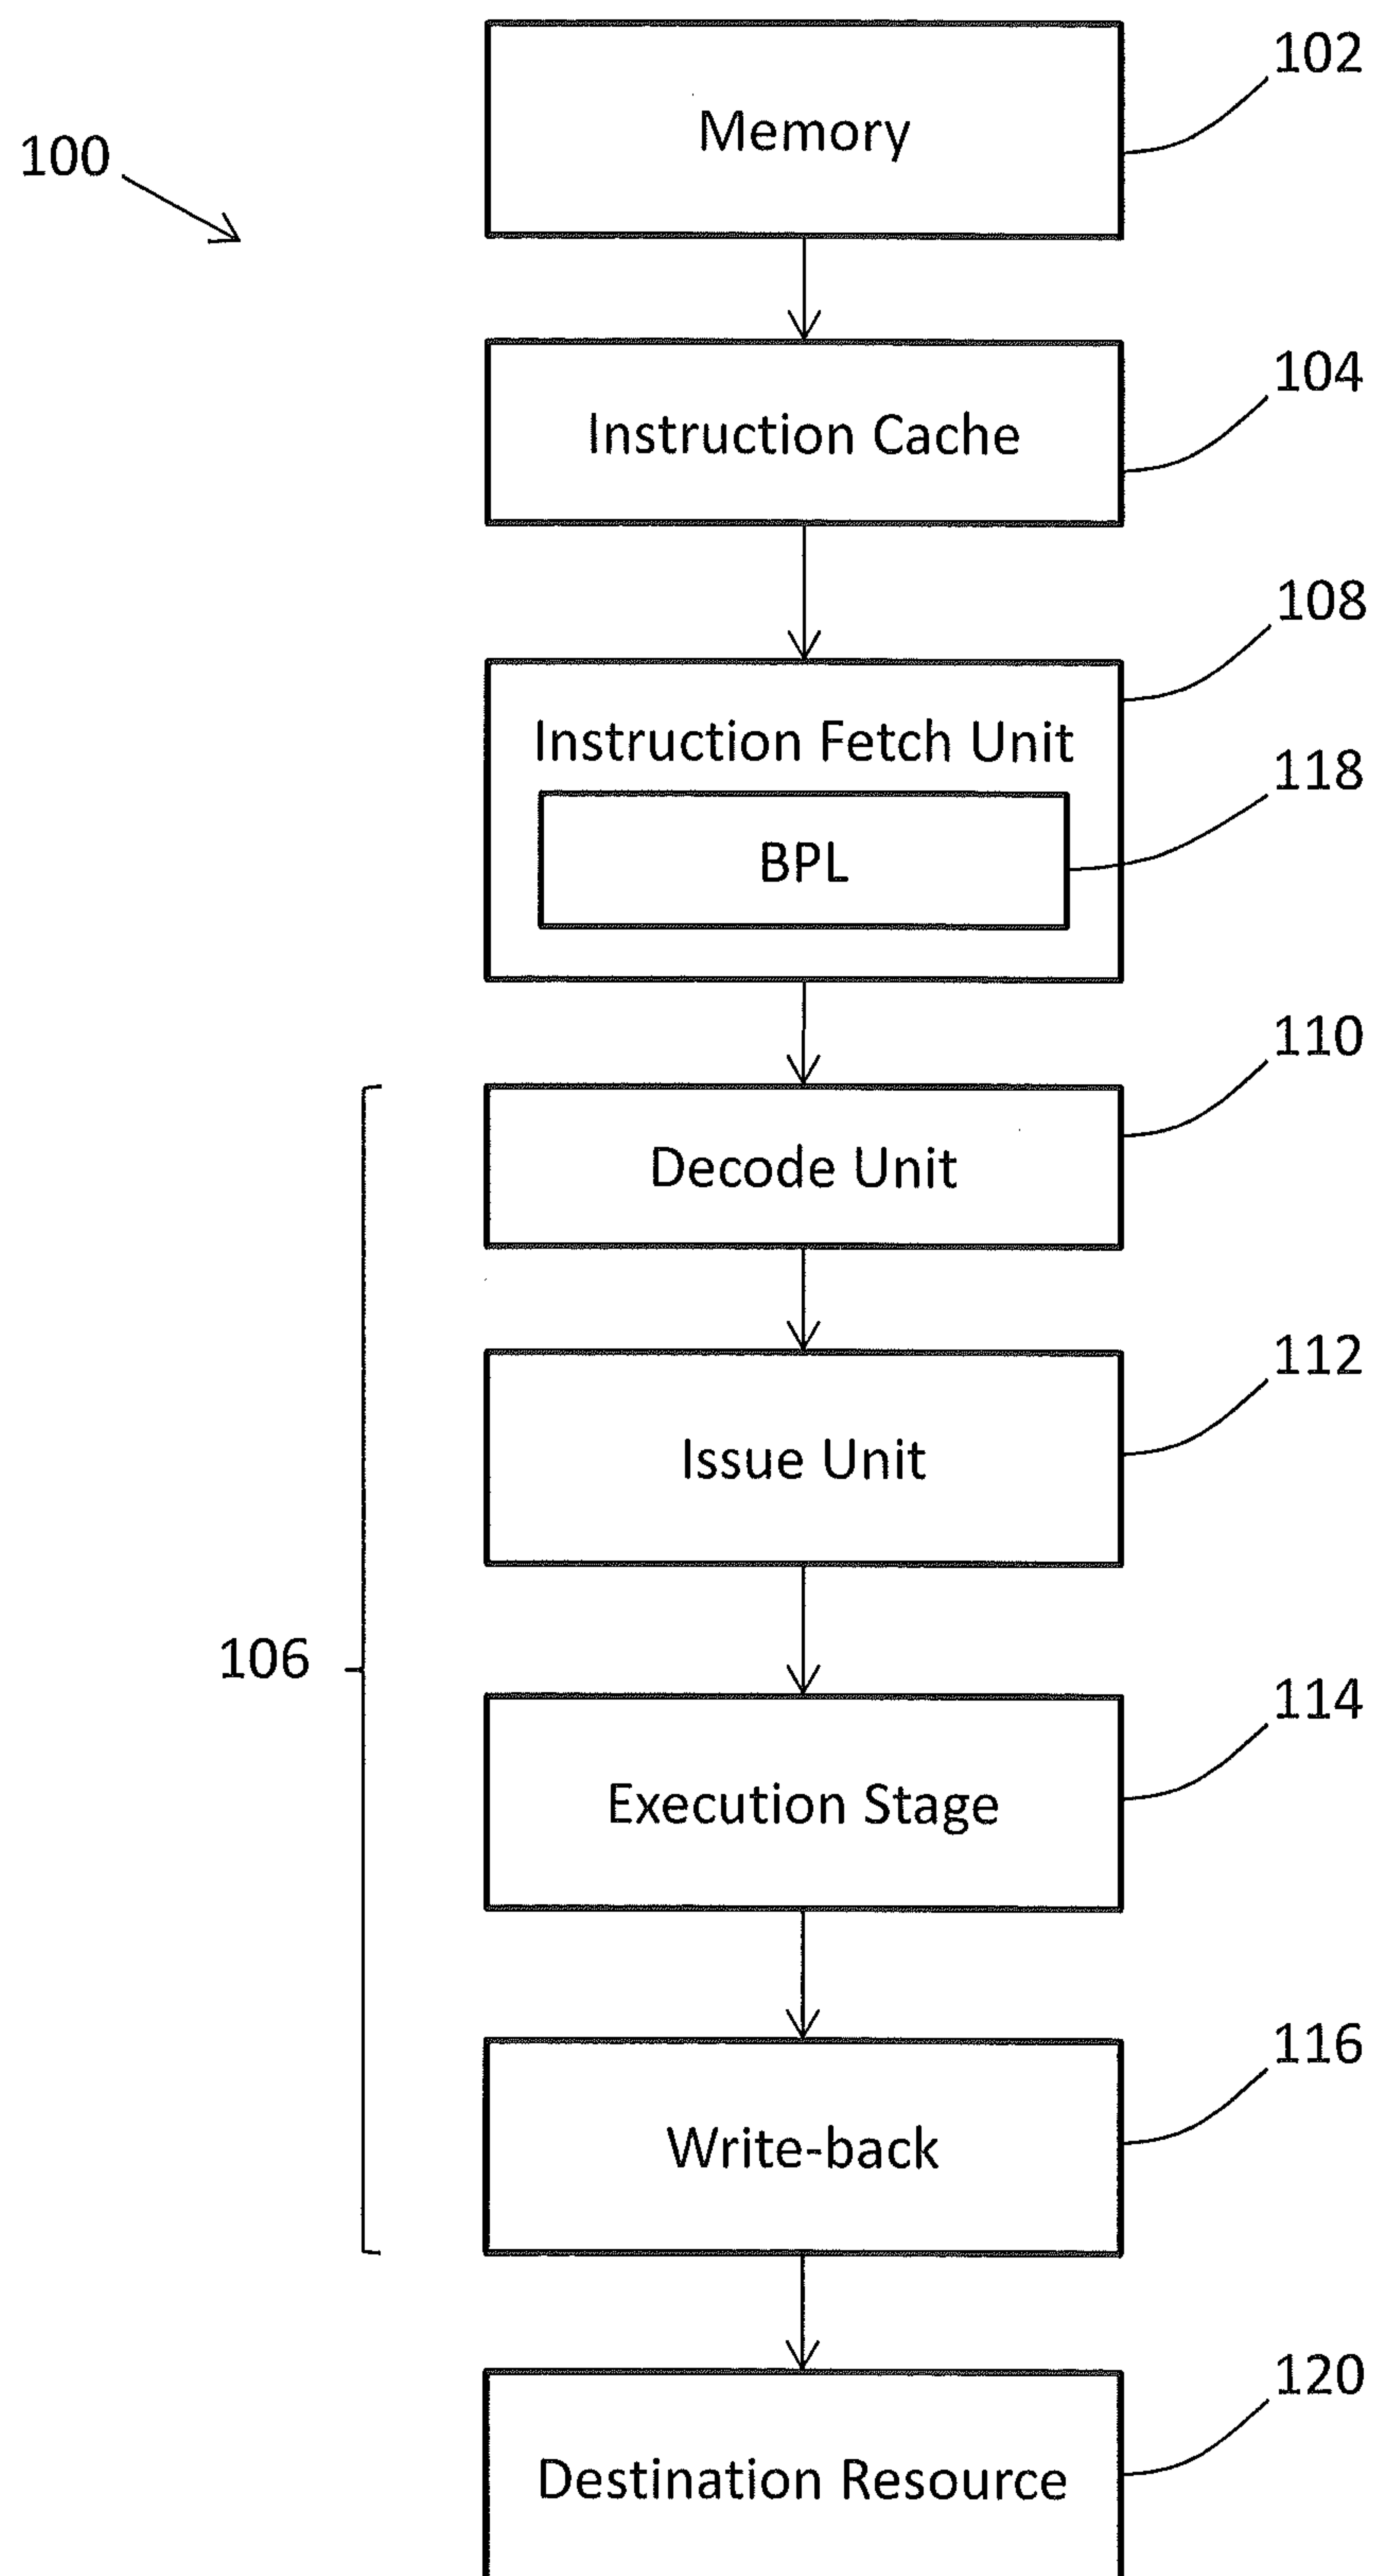 102
Memory
100
104
Instruction Cache
108
Instruction Fetch Unit
118
BPL
110
Decode Unit
112
Issue Unit
106
114
Execution Stage
116
Write-back
120
Destination Resource